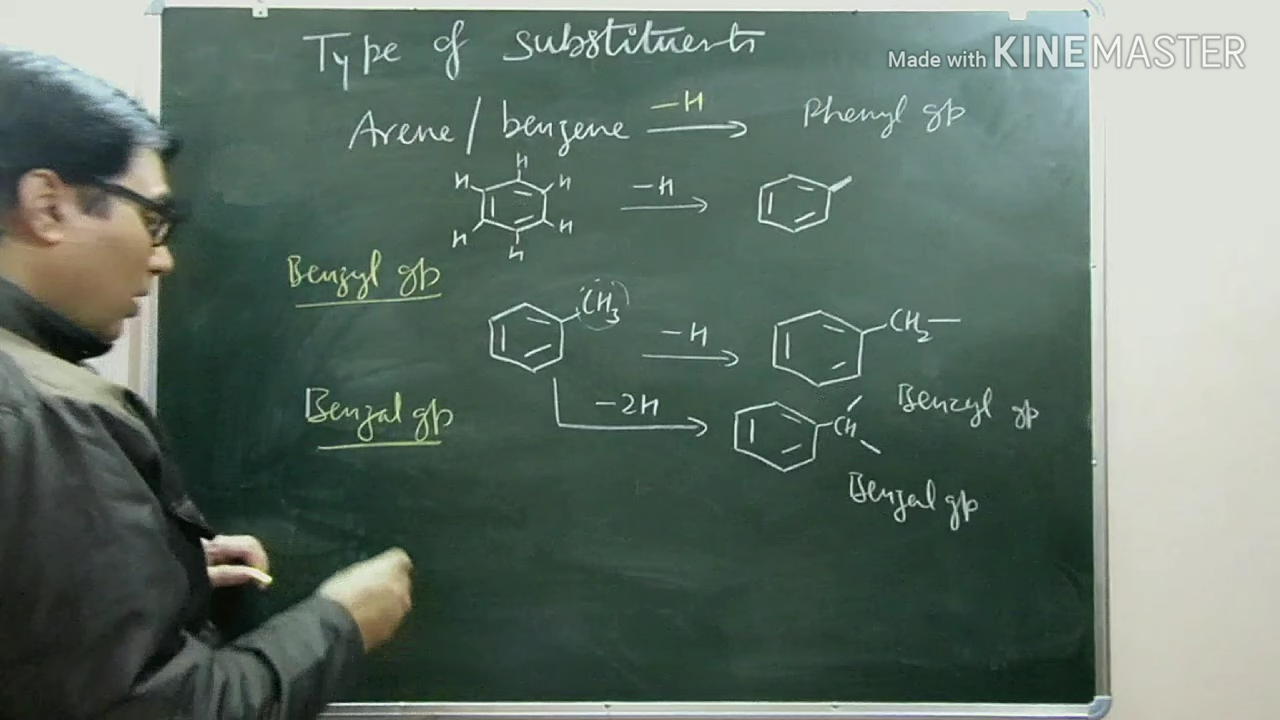 Type of substituents
Made with KINEMASTER
Arene / benzene —H Phenyl gp
H
H H
H H
H
—H
Benzyl gp
CH3 —H CH2—
Benzyl gp
Benzal gp
—2H CH
Benzal gp